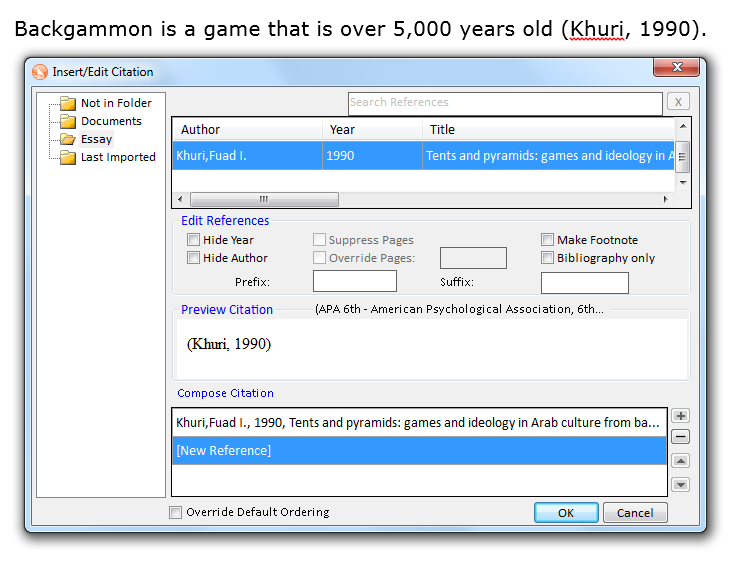 Backgammon is a game that is over 5,000 years old (Khuri, 1990).
Insert/Edit Citation
Not in Folder
Documents
Essay
Last Imported
Search References X
Author Year Title
Khuri,Fuad I. 1990 Tents and pyramids: games and ideology in A
Edit References
Hide Year Suppress Pages Make Footnote
Hide Author Override Pages: Bibliography only
Prefix: Suffix:
Preview Citation (APA 6th - American Psychological Association, 6th...
(Khuri, 1990)
Compose Citation
Khuri,Fuad I., 1990, Tents and pyramids: games and ideology in Arab culture from ba...
[New Reference]
Override Default Ordering OK Cancel